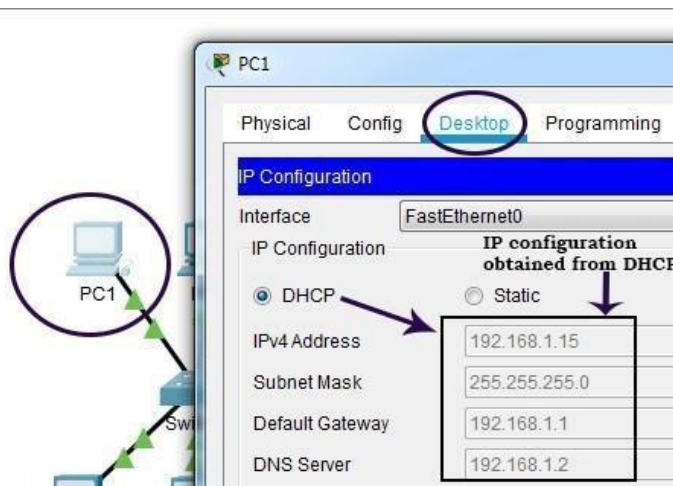 PC1
Physical Config Desktop Programming
IP Configuration
Interface FastEthernet0
IP Configuration
IP configuration
obtained from DHCP
DHCP Static
PC1
IPv4 Address 192.168.1.15
Subnet Mask 255.255.255.0
Default Gateway 192.168.1.1
Swi
DNS Server 192.168.1.2